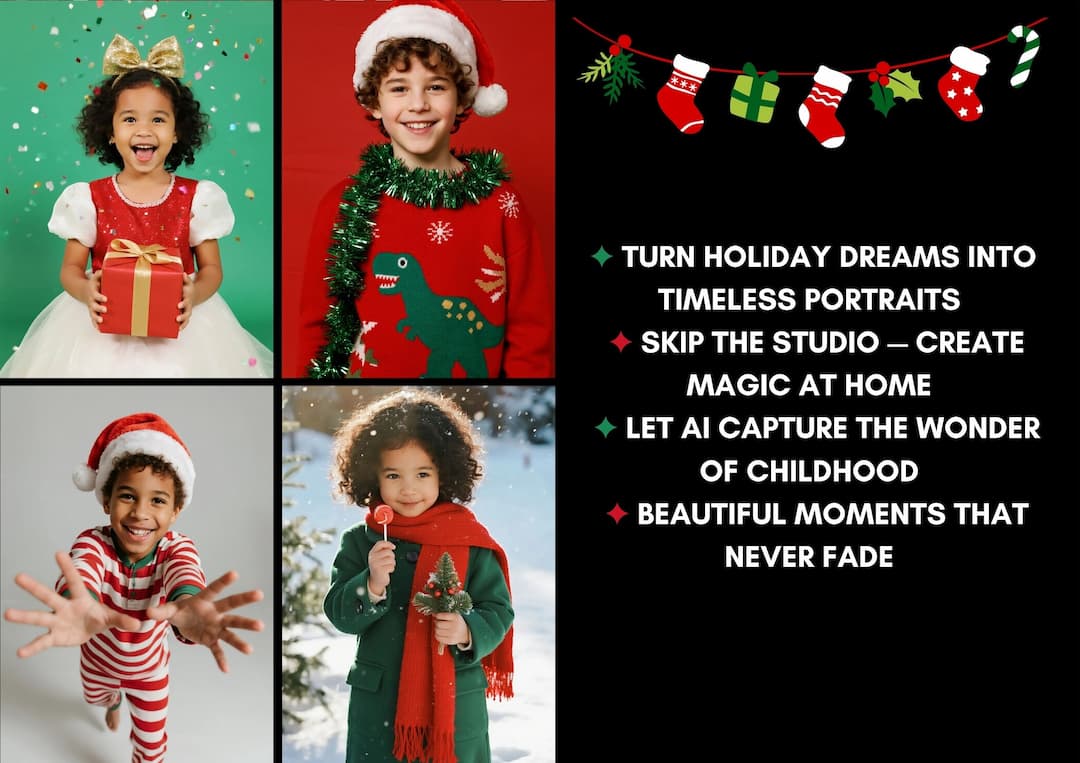 ✦ TURN HOLIDAY DREAMS INTO
TIMELESS PORTRAITS
✦ SKIP THE STUDIO — CREATE
MAGIC AT HOME
✦ LET AI CAPTURE THE WONDER
OF CHILDHOOD
✦ BEAUTIFUL MOMENTS THAT
NEVER FADE